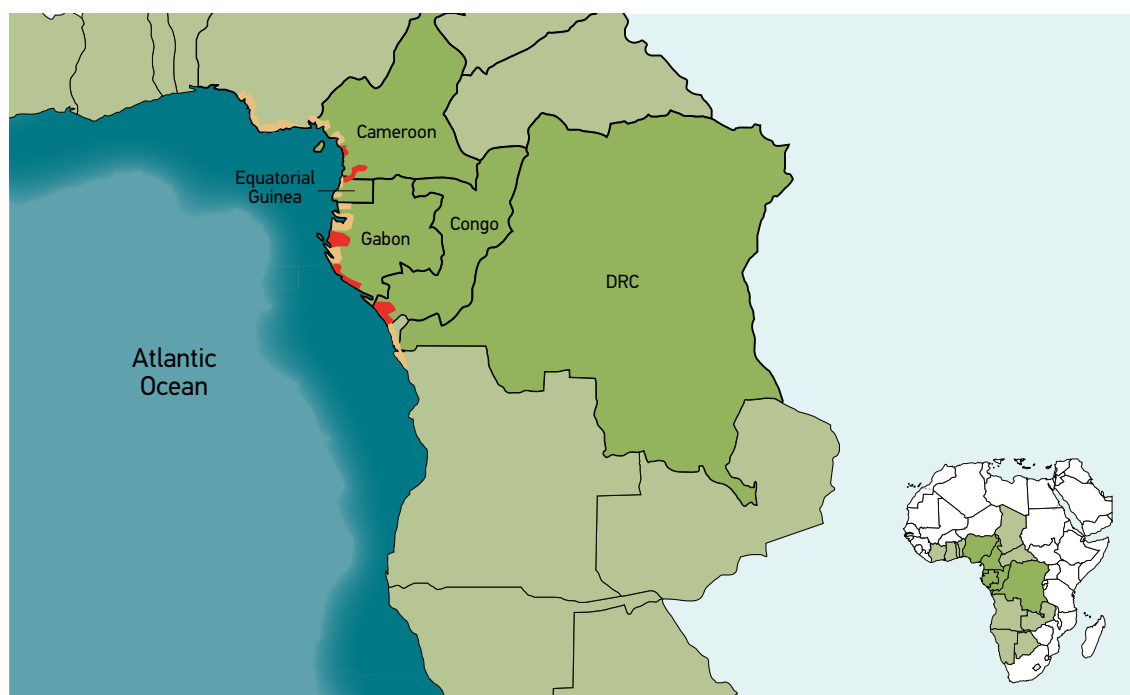 Cameroon
Equatorial
Guinea
Gabon
Congo
DRC
Atlantic
Ocean